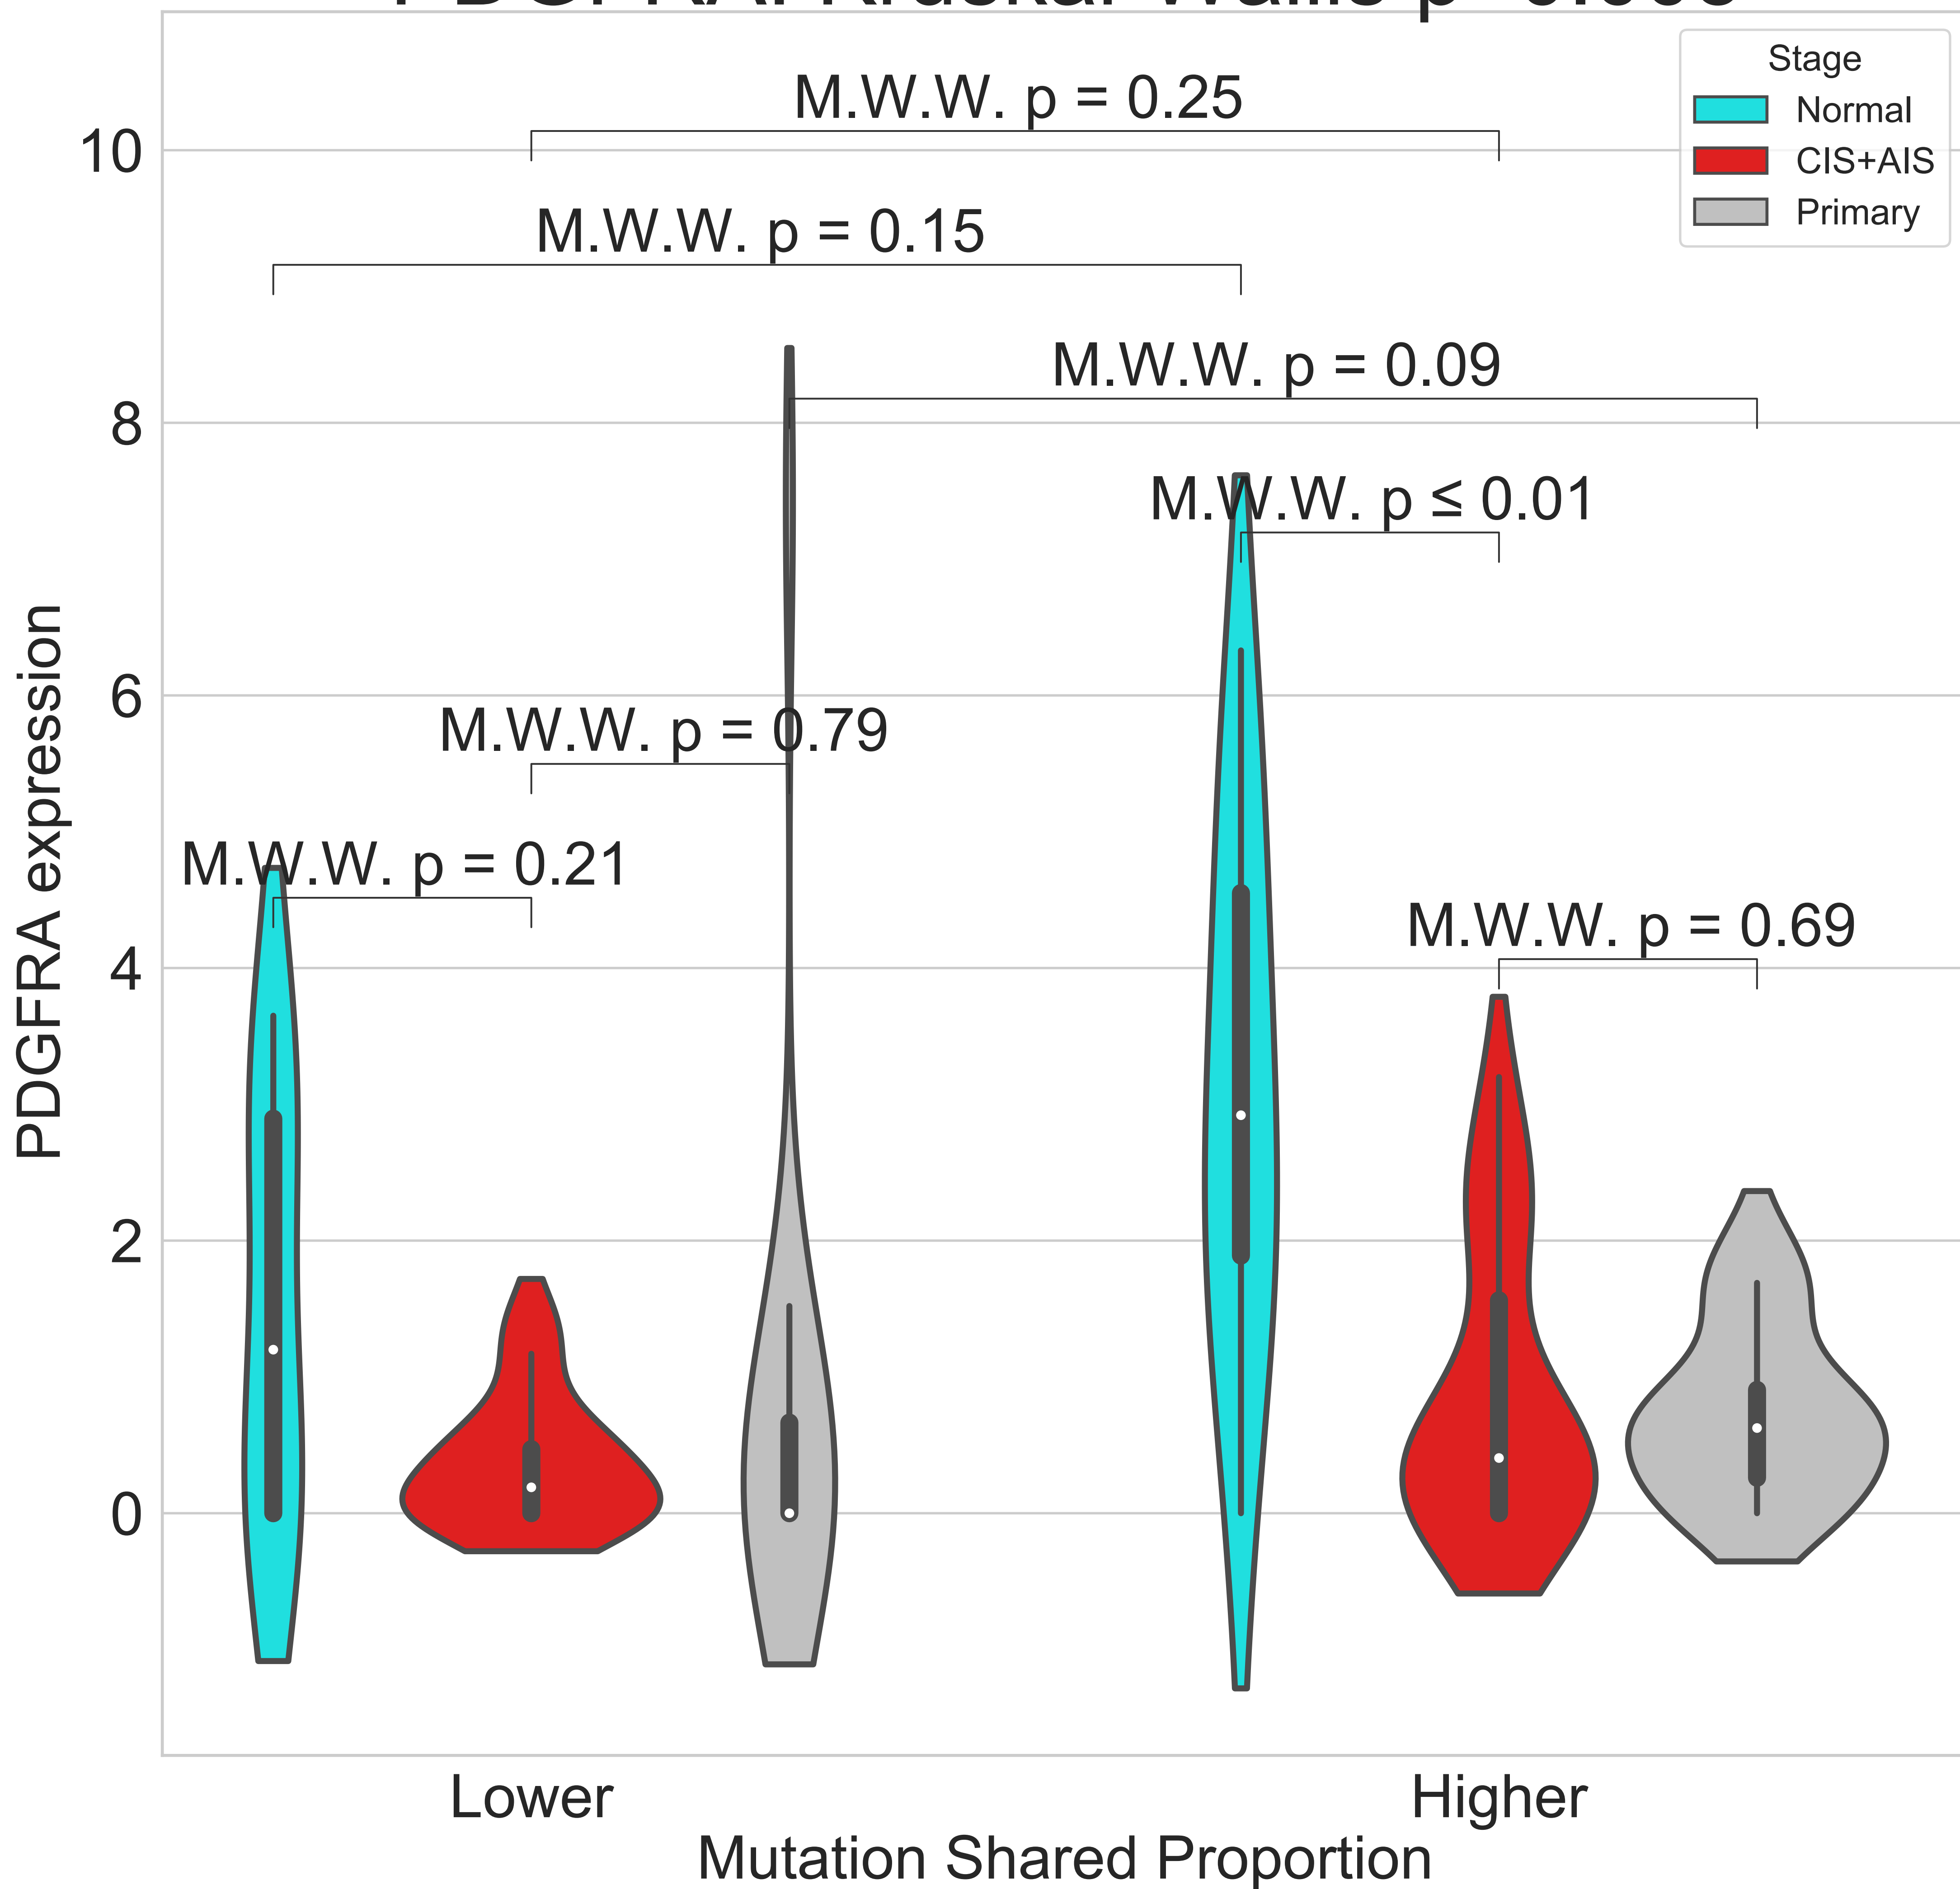 Stage
Normal
CIS+AIS
Primary
M.W.W. p = 0.25
10
M.W.W. p = 0.15
M.W.W. p = 0.09
8
M.W.W. p ≤ 0.01
6
M.W.W. p = 0.79
M.W.W. p = 0.21
M.W.W. p = 0.69
PDGFRA expression
4
2
0
Lower
Higher
Mutation Shared Proportion